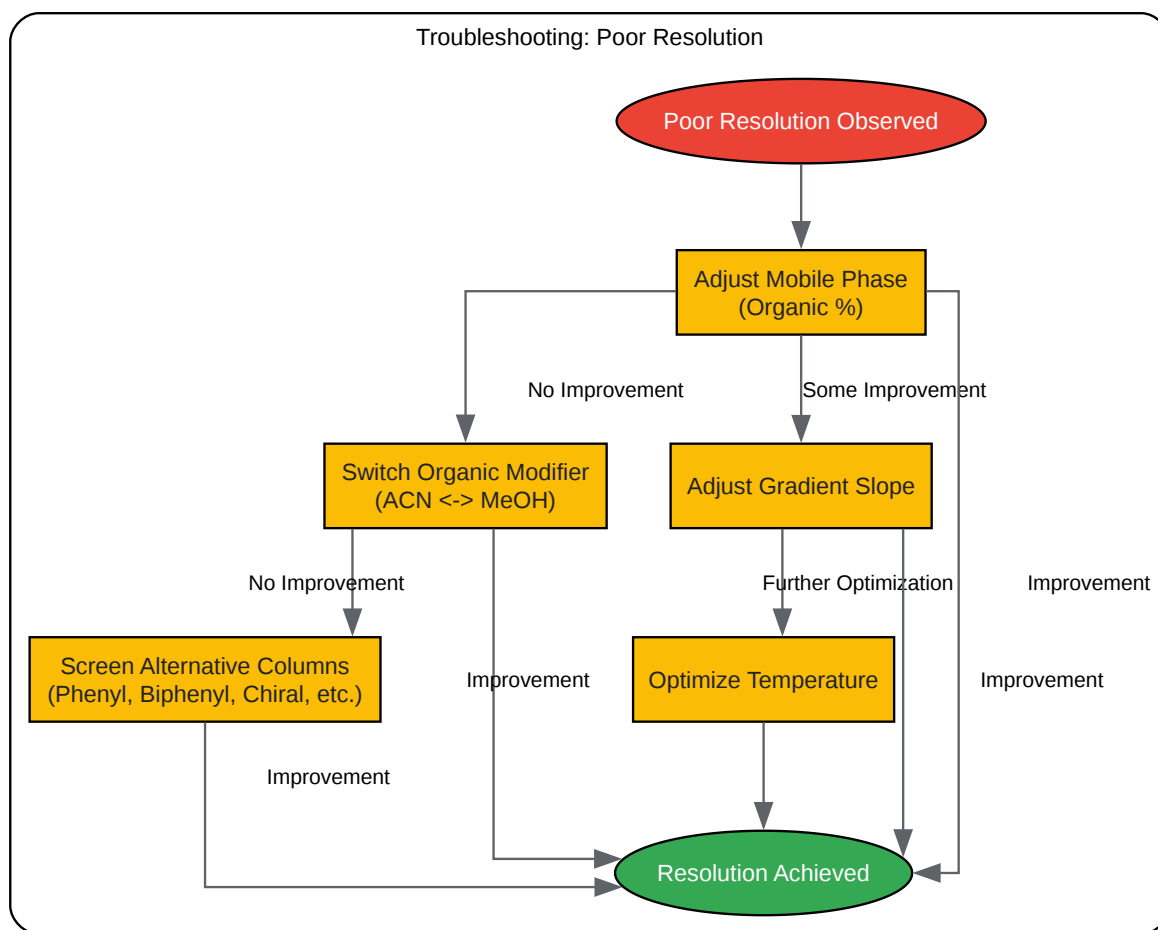 Troubleshooting: Poor Resolution
Poor Resolution Observed
Adjust Mobile Phase
(Organic %)
No Improvement
Some Improvement
Switch Organic Modifier
(ACN <-> MeOH)
Adjust Gradient Slope
No Improvement
Further Optimization
Improvement
Screen Alternative Columns
(Phenyl, Biphenyl, Chiral, etc.)
Improvement
Optimize Temperature
Improvement
Improvement
Resolution Achieved